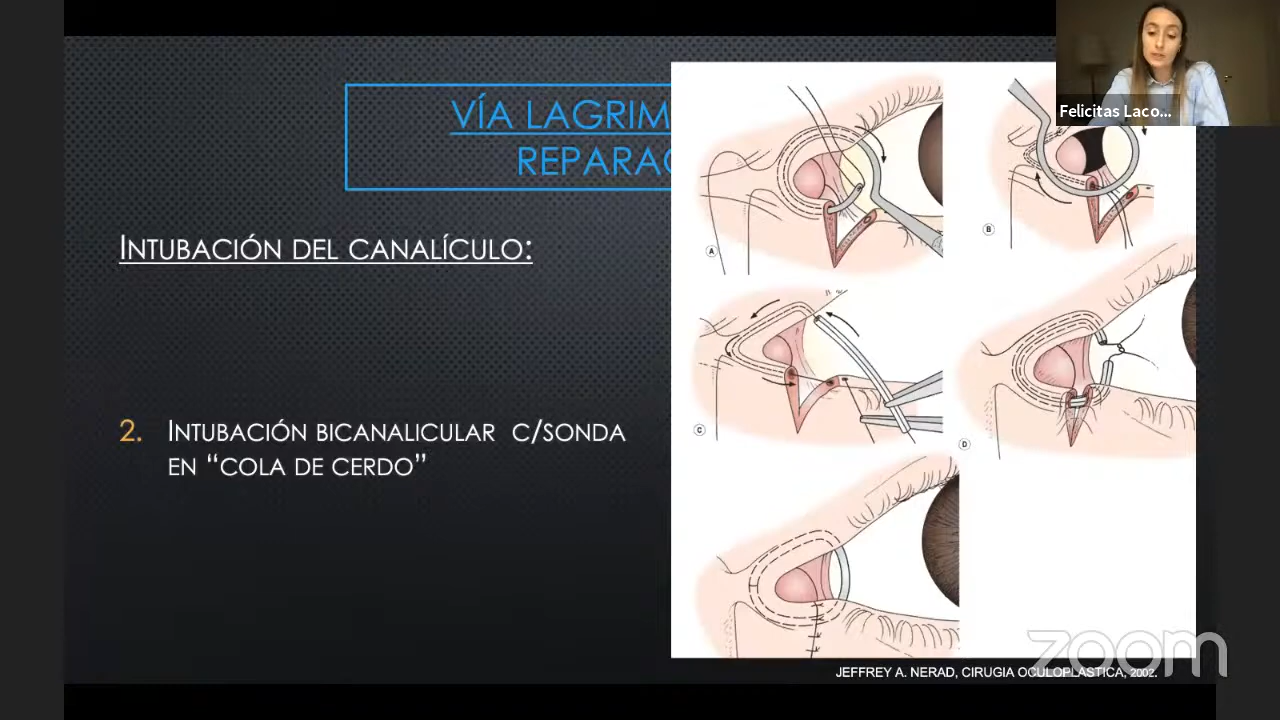 VÍA LAGRIM
REPARA
INTUBACIÓN DEL CANALÍCULO:
2. INTUBACIÓN BICANALICULAR C/SONDA
EN “COLA DE CERDO”
Felicitas Laco...
A
B
C
D
JEFFREY A. NERAD, CIRUGIA OCULOPLASTICA, 2002.
zoom